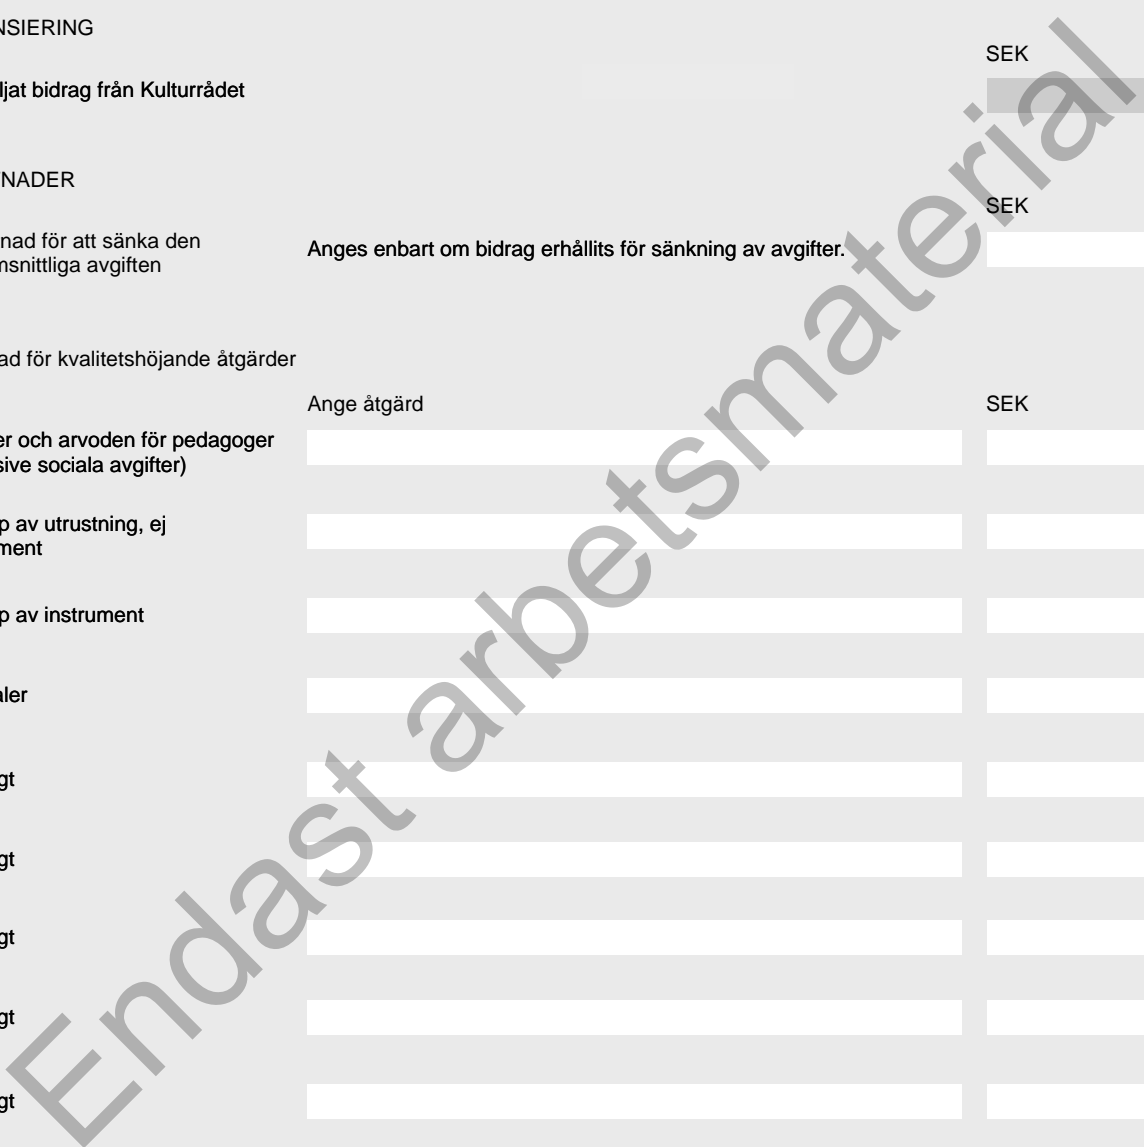 NSIERING
SEK
ljat bidrag från Kulturrådet
NADER
SEK
nad för att sänka den
msnittliga avgiften
Anges enbart om bidrag erhållits för sänkning av avgifter.
ad för kvalitetshöjande åtgärder
Ange åtgärd
SEK
er och arvoden för pedagoger
sive sociala avgifter)
p av utrustning, ej
ment
p av instrument
aler
gt
gt
gt
gt
gt
Endast arbetsmaterial